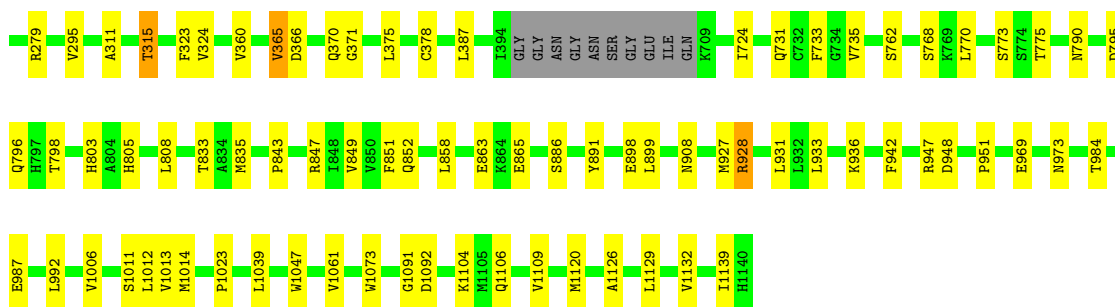 R279 V295 A311 T315 F323 V324 V360 V365 D366 Q370 G371 L375 C378 L387 I394 GLY GLY ASN GLY ASN SER GLY GLU ILE GLN K709 I724 Q731 C732 F733 G734 V735 S762 S768 K769 L770 S773 S774 T775 N790
Q796 H797 T798 H803 A804 H805 L808 T833 A834 M835 P843 R847 I848 V849 V850 F851 Q852 L858 E863 K864 E865 S886 Y891 E898 L899 N908 M927 R928 L931 L932 L933 K936 F942 R947 D948 P951 E969 N973 T984
E987 L992 V1006 S1011 L1012 V1013 M1014 P1023 L1039 W1047 V1061 W1073 G1091 D1092 K1104 M1105 Q1106 V1109 M1120 A1126 L1129 V1132 I1139 H1140